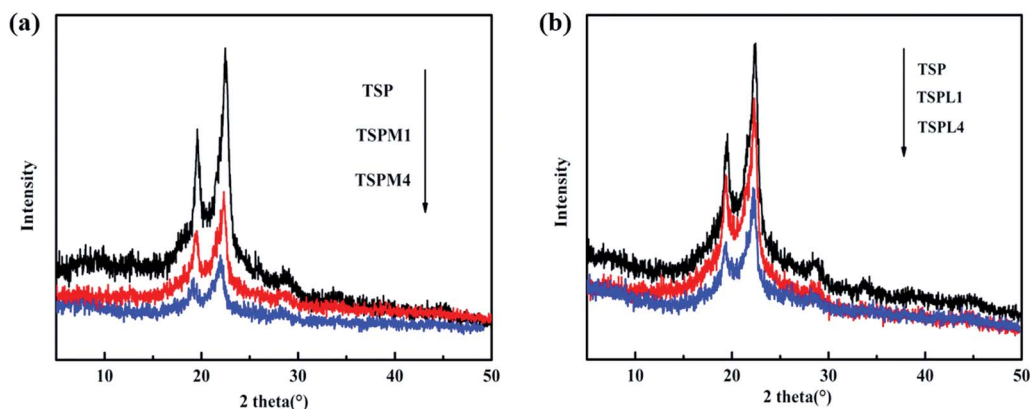 (a)
TSP
TSPM1
TSPM4
Intensity
10 20 30 40 50
2 theta(°)
(b)
TSP
TSPL1
TSPL4
Intensity
10 20 30 40 50
2 theta(°)